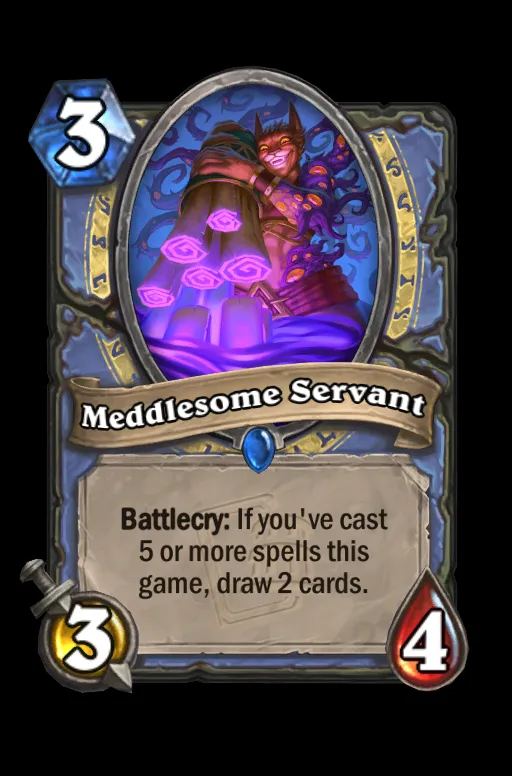 3
Meddlesome Servant
Battlecry: If you've cast
5 or more spells this
game, draw 2 cards.
3
4